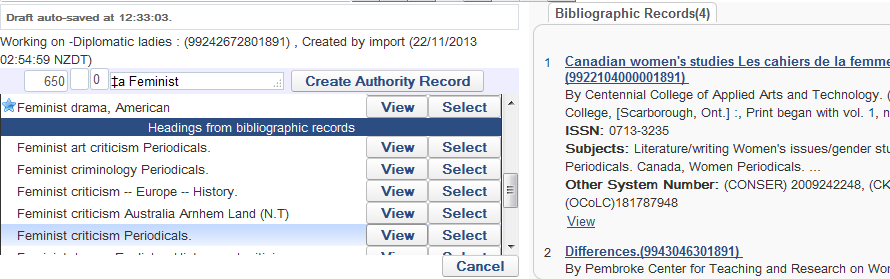 Draft auto-saved at 12:33:03.
Working on -Diplomatic ladies : (99242672801891) , Created by import (22/11/2013
02:54:59 NZDT)
650 0 ‡a Feminist Create Authority Record
Feminist drama, American View Select
Headings from bibliographic records
Feminist art criticism Periodicals. View Select
Feminist criminology Periodicals. View Select
Feminist criticism -- Europe -- History. View Select
Feminist criticism Australia Arnhem Land (N.T) View Select
Feminist criticism Periodicals. View Select
Cancel
Bibliographic Records(4)
1 Canadian women's studies Les cahiers de la femme
(9922104000001891)
By Centennial College of Applied Arts and Technology. (
College, [Scarborough, Ont.] :, Print began with vol. 1, n
ISSN: 0713-3235
Subjects: Literature/writing Women's issues/gender stu
Periodicals. Canada, Women Periodicals. ...
Other System Number: (CONSER) 2009242248, (CK
(OCoLC)181787948
View
2 Differences.(9943046301891)
By Pembroke Center for Teaching and Research on Wo